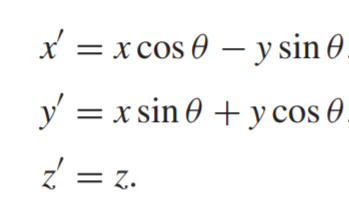 x′ = x cos θ − y sin θ.
y′ = x sin θ + y cos θ.
z′ = z.